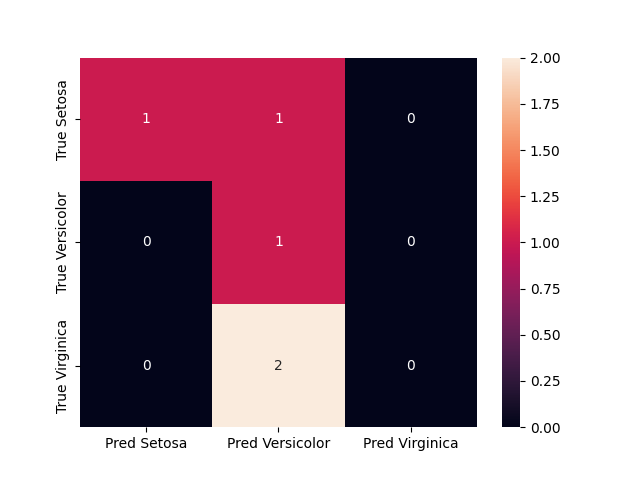 True Setosa
1 1 0
True Versicolor
0 1 0
True Virginica
0 2 0
Pred Setosa Pred Versicolor Pred Virginica
2.00
1.75
1.50
1.25
1.00
0.75
0.50
0.25
0.00